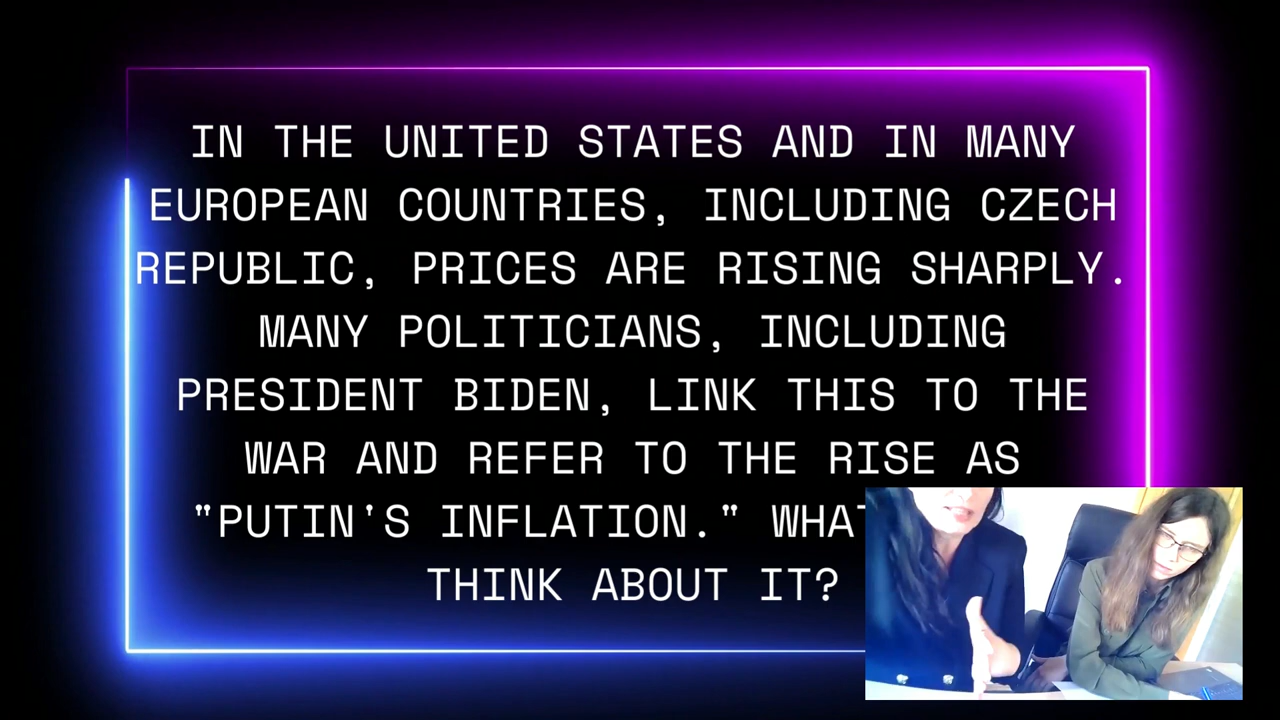 IN THE UNITED STATES AND IN MANY
EUROPEAN COUNTRIES, INCLUDING CZECH
REPUBLIC, PRICES ARE RISING SHARPLY.
MANY POLITICIANS, INCLUDING
PRESIDENT BIDEN, LINK THIS TO THE
WAR AND REFER TO THE RISE AS
"PUTIN'S INFLATION." WHAT
THINK ABOUT IT?